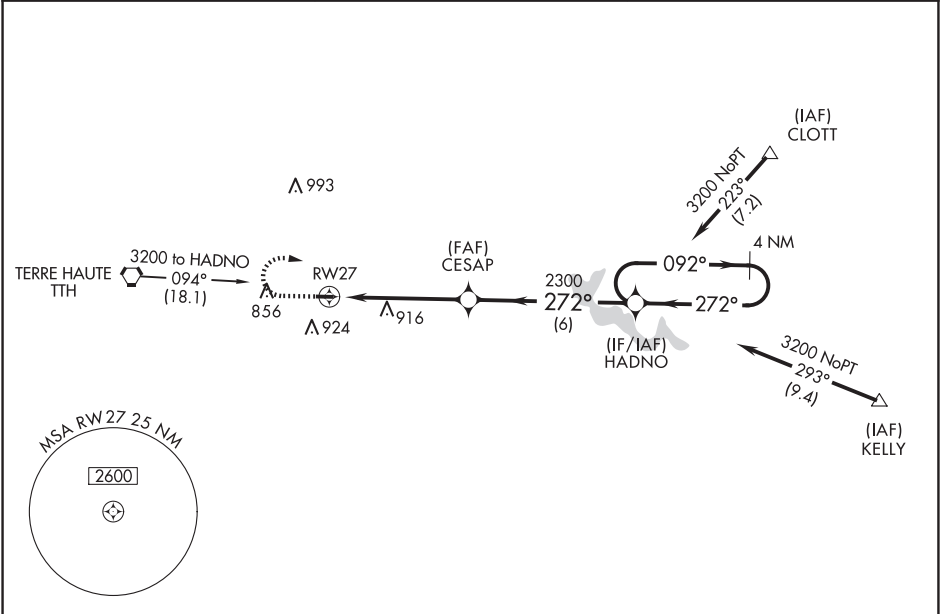 (IAF)
CLOTT
3200 NoPT
223°
(7.2)
993
4 NM
(FAF)
CESAP
3200 to HADNO
TERRE HAUTE
TTH
094°
(18.1)
RW27
092°
2300
272°
(6)
272°
856
916
924
(IF/IAF)
HADNO
3200 NoPT
293°
(9.4)
(IAF)
KELLY
MSA RW 27 25 NM
2600